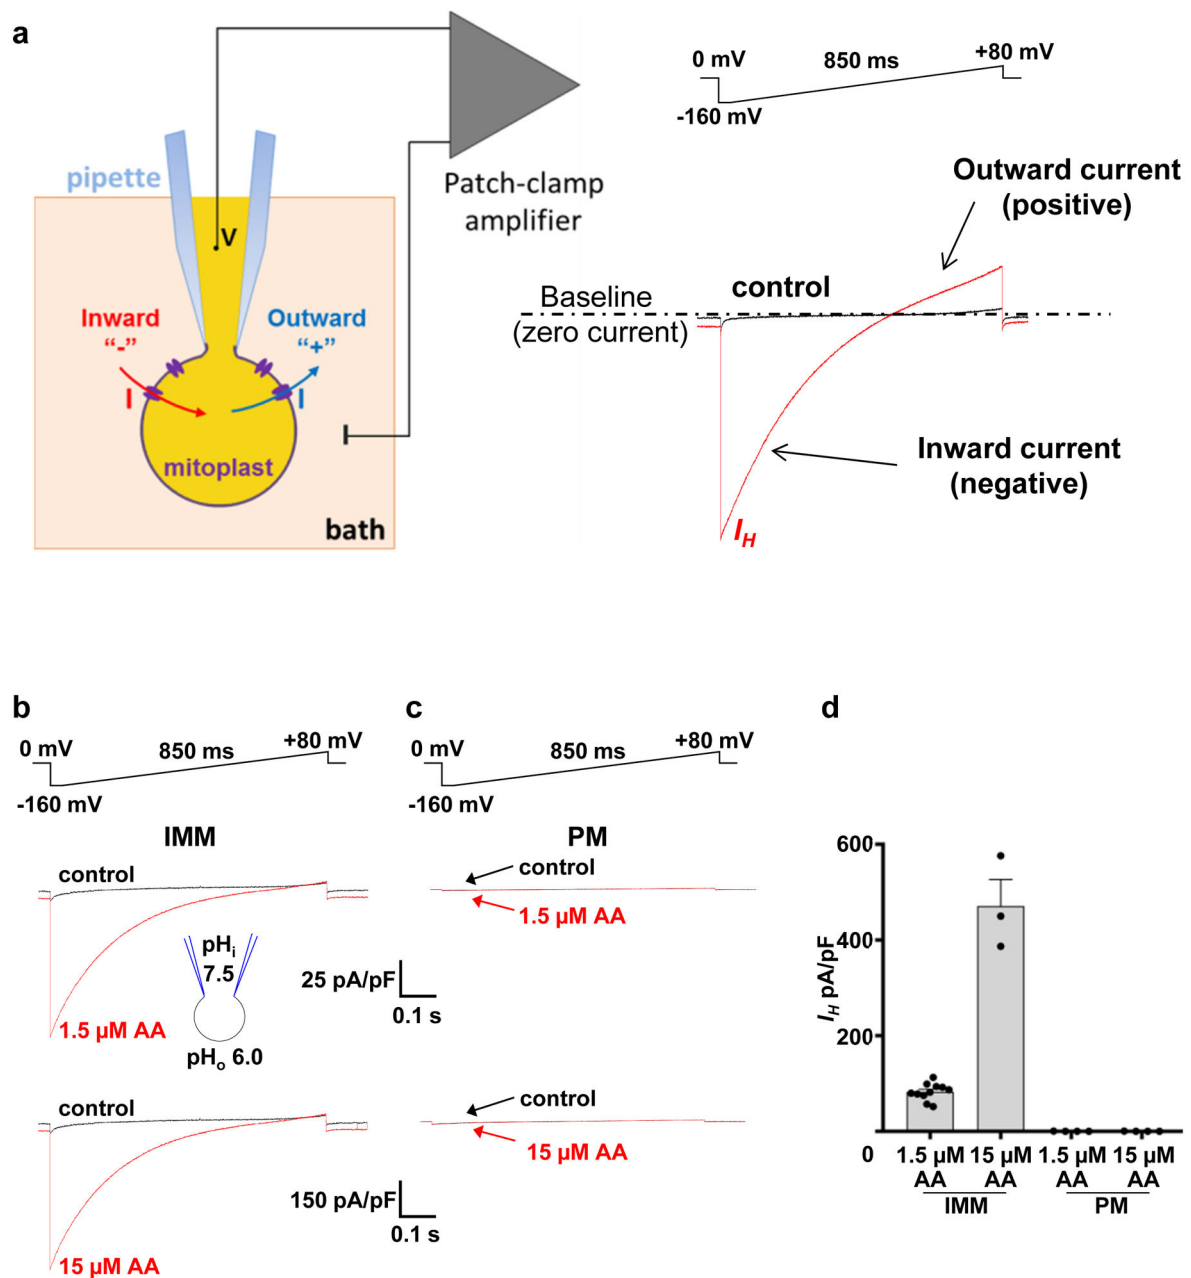 a
0 mV
850 ms
+80 mV
-160 mV
pipette
V
Patch-clamp
amplifier
Inward
“-”
Outward
“+”
I
I
mitoplast
bath
Outward current
(positive)
control
Baseline
(zero current)
Inward current
(negative)
I_H
b
0 mV
850 ms
+80 mV
-160 mV
IMM
control
pHi
7.5
1.5 µM AA
pHo 6.0
25 pA/pF
0.1 s
control
150 pA/pF
0.1 s
15 µM AA
c
0 mV
850 ms
+80 mV
-160 mV
PM
control
1.5 µM AA
control
15 µM AA
d
I_H pA/pF
600
400
200
0
1.5 µM
AA
15 µM
AA
1.5 µM
AA
15 µM
AA
IMM
PM